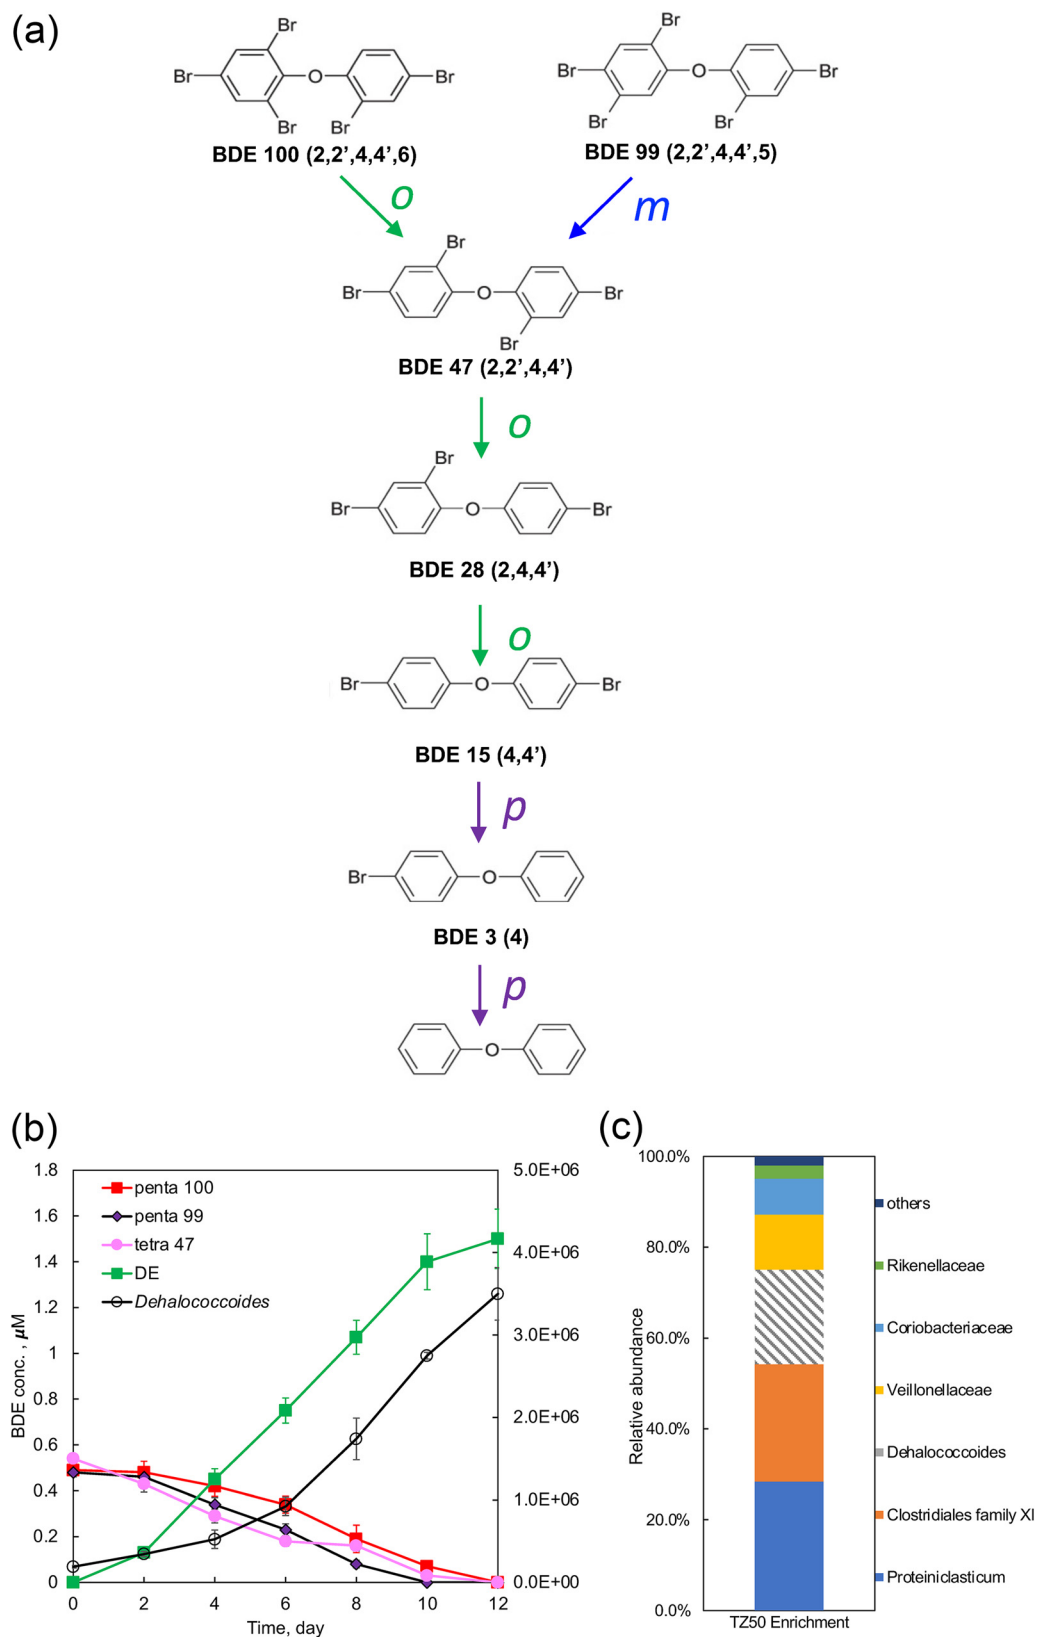 (a)
Br
Br
Br
O
Br
Br
Br
BDE 100 (2,2',4,4',6)
Br
Br
O
Br
Br
Br
BDE 99 (2,2',4,4',5)
o
m
Br
Br
O
Br
Br
BDE 47 (2,2',4,4')
o
Br
Br
O
Br
BDE 28 (2,4,4')
o
Br
O
Br
BDE 15 (4,4')
p
Br
O
BDE 3 (4)
p
O
(b)
BDE conc. , μM
1.8
1.6
1.4
1.2
1
0.8
0.6
0.4
0.2
0
penta 100
penta 99
tetra 47
DE
Dehalococcoides
5.0E+06
4.0E+06
3.0E+06
2.0E+06
1.0E+06
0.0E+00
0 2 4 6 8 10 12
Time, day
(c)
Relative abundance
100.0%
80.0%
60.0%
40.0%
20.0%
0.0%
TZ50 Enrichment
others
Rikenellaceae
Coriobacteriaceae
Veillonellaceae
Dehalococcoides
Clostridiales family XI
Proteiniclasticum